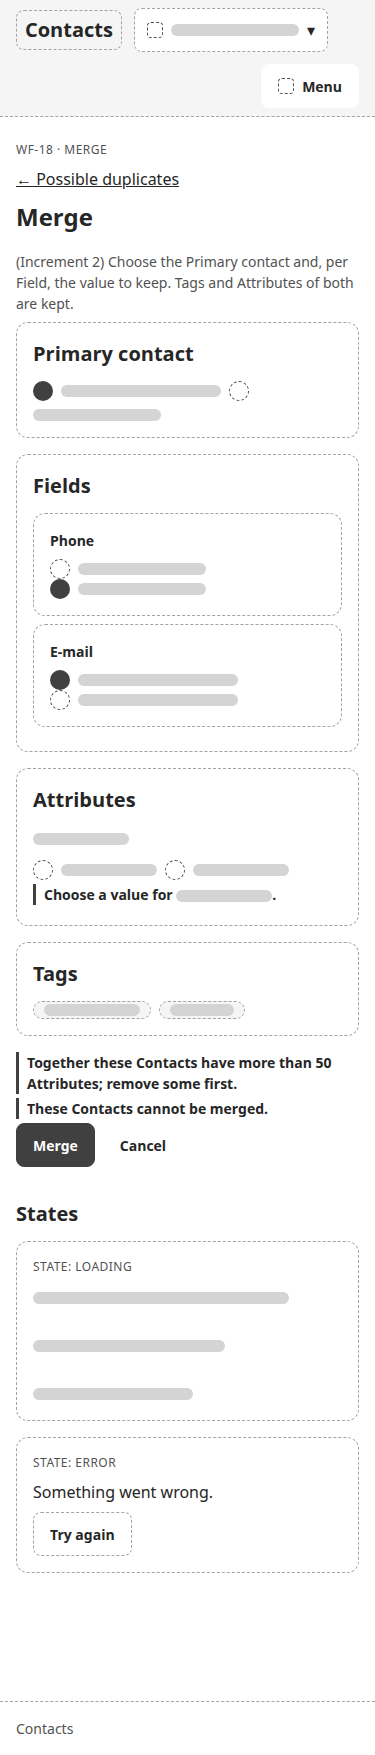 Contacts
▾
Menu
WF-18 · MERGE
← Possible duplicates
Merge
(Increment 2) Choose the Primary contact and, per
Field, the value to keep. Tags and Attributes of both
are kept.
Primary contact
Fields
Phone
E-mail
Attributes
Choose a value for .
Tags
Together these Contacts have more than 50
Attributes; remove some first.
These Contacts cannot be merged.
Merge
Cancel
States
STATE: LOADING
STATE: ERROR
Something went wrong.
Try again
Contacts